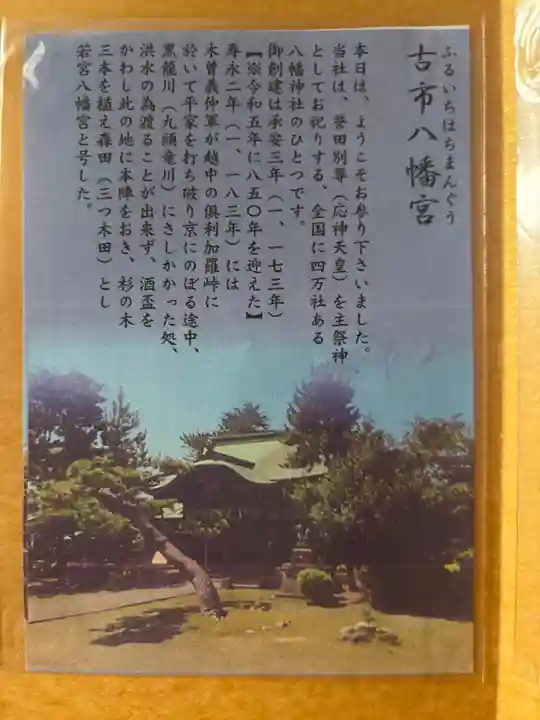 ふるいちはちまんぐう
古市八幡宮
本日は、ようこそお参り下さいました。
当社は、誉田別尊（応神天皇）を主祭神
としてお祀りする、全国に四万社ある
八幡神社のひとつです。
御創建は承安三年（一、一七三年）
【※令和五年に八五〇年を迎えた】
寿永二年（一、一八三年）には
木曽義仲軍が越中の倶利加羅峠に
於いて平家を打ち破り京にのぼる途中、
黒龍川（九頭竜川）にさしかかった処、
洪水の為渡ることが出来ず、酒盃を
かわし此の地に本陣をおき、杉の木
三本を植え森田（三つ木田）とし
若宮八幡宮と号した。